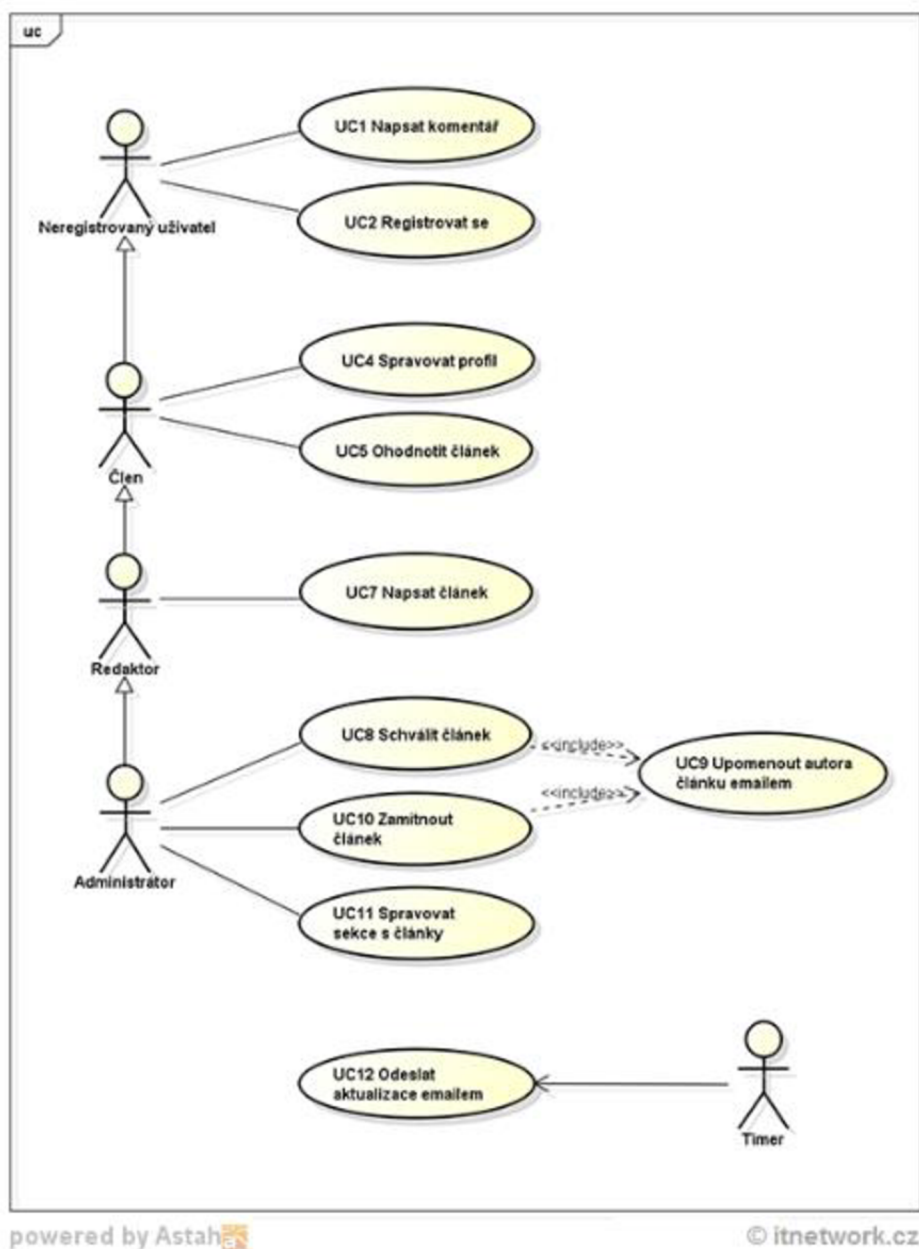 uc
UC1 Napsat komentář
Neregistrovaný uživatel
UC2 Registrovat se
UC4 Spravovat profil
UC5 Ohodnotit článek
Člen
UC7 Napsat článek
Redaktor
UC8 Schválit článek
<<include>>
UC9 Upomenout autora
článku emailem
<<include>>
UC10 Zamítnout
článek
Administrátor
UC11 Spravovat
sekce s články
UC12 Odeslat
aktualizace emailem
Timer
powered by Astah
© itnetwork.cz